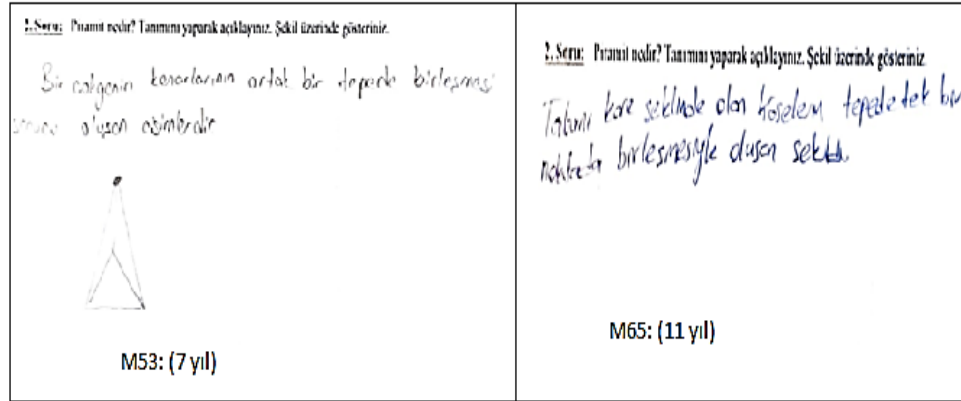 2. Soru: Piramit nedir? Tanımını yaparak açıklayınız. Şekil üzerinde gösteriniz.
Bir çokgenin kenarlarının ortak bir tepede birleşmesi
oluşan cisimlerdir
M53: (7 yıl)
2. Soru: Piramit nedir? Tanımını yaparak açıklayınız. Şekil üzerinde gösteriniz
Tabanı kare şeklinde olan köşelerin tepede tek bir
noktada birleşmesiyle oluşan şekil
M65: (11 yıl)